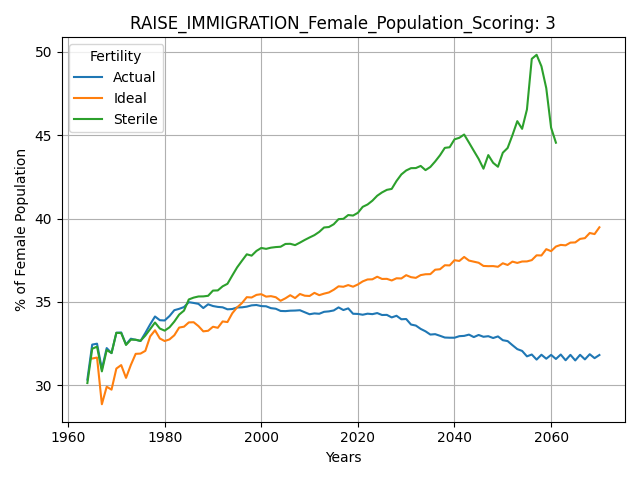 RAISE_IMMIGRATION_Female_Population_Scoring: 3
Fertility
Actual
Ideal
Sterile
% of Female Population
50
45
40
35
30
1960 1980 2000 2020 2040 2060
Years